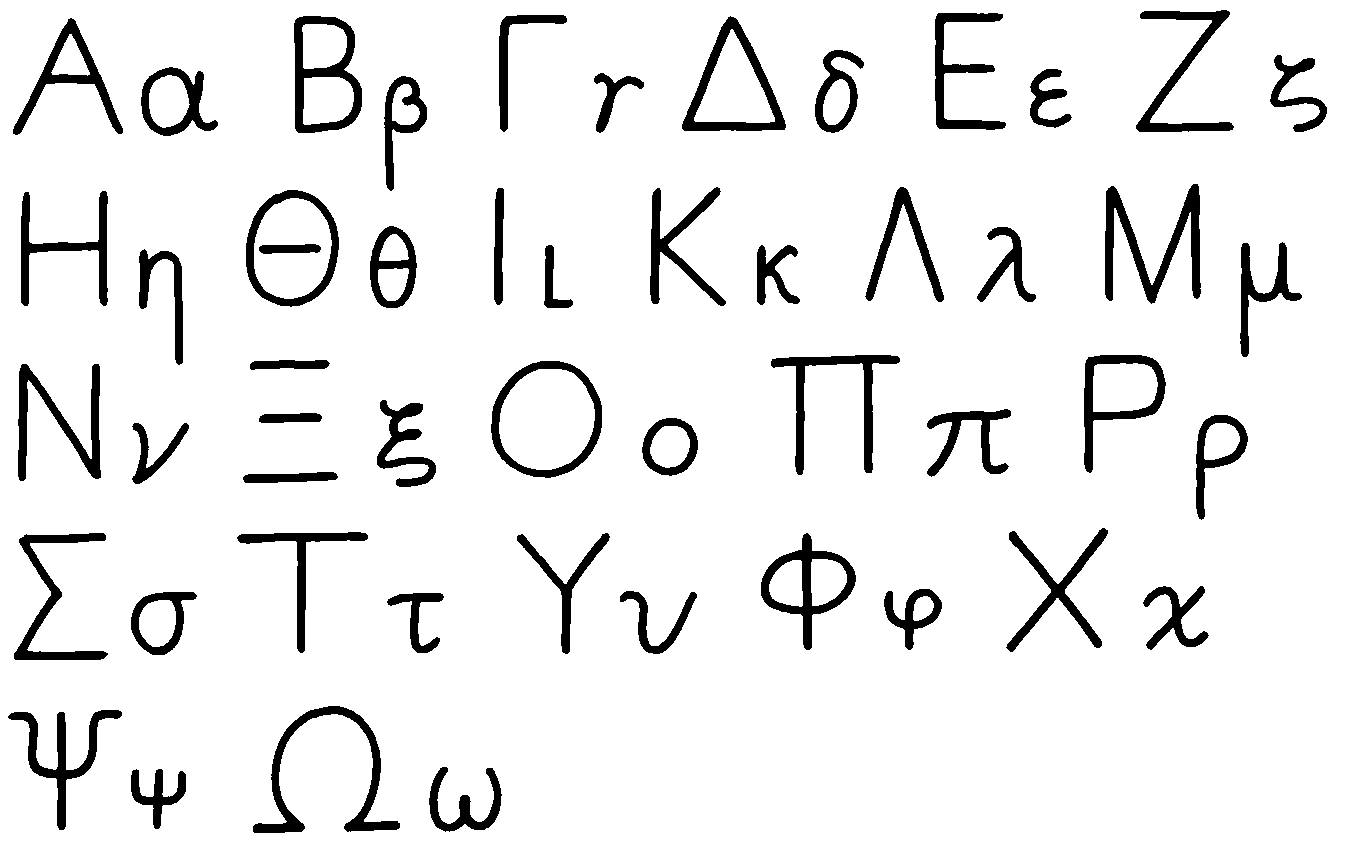 Αα Ββ Γγ Δδ Εε Ζζ
Ηη Θθ Ιι Κκ Λλ Μμ
Νν Ξξ Οο Ππ Ρρ
Σσ Ττ Υυ Φφ Χχ
Ψψ Ωω